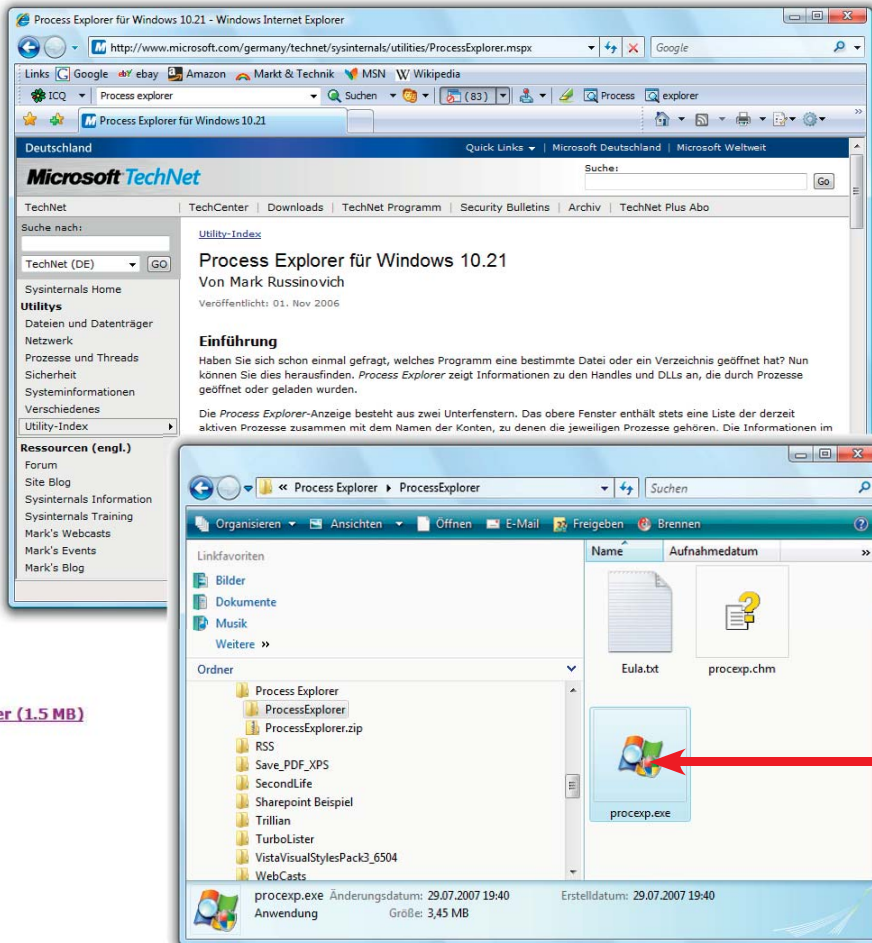 Process Explorer für Windows 10.21 - Windows Internet Explorer
http://www.microsoft.com/germany/technet/sysinternals/utilities/ProcessExplorer.mspx Google
Links Google ebay Amazon Markt & Technik MSN Wikipedia
ICQ Process explorer Suchen (83) Process explorer
Process Explorer für Windows 10.21
Deutschland Quick Links | Microsoft Deutschland | Microsoft Weltweit
Microsoft TechNet
Suche:
Go
TechNet | TechCenter | Downloads | TechNet Programm | Security Bulletins | Archiv | TechNet Plus Abo
Suche nach:
TechNet (DE) GO
Sysinternals Home
Utilitys
Dateien und Datenträger
Netzwerk
Prozesse und Threads
Sicherheit
Systeminformationen
Verschiedenes
Utility-Index
Ressourcen (engl.)
Forum
Site Blog
Sysinternals Information
Sysinternals Training
Mark's Webcasts
Mark's Events
Mark's Blog
Utility-Index
Process Explorer für Windows 10.21
Von Mark Russinovich
Veröffentlicht: 01. Nov 2006
Einführung
Haben Sie sich schon einmal gefragt, welches Programm eine bestimmte Datei oder ein Verzeichnis geöffnet hat? Nun
können Sie dies herausfinden. Process Explorer zeigt Informationen zu den Handles und DLLs an, die durch Prozesse
geöffnet oder geladen wurden.
Die Process Explorer-Anzeige besteht aus zwei Unterfenstern. Das obere Fenster enthält stets eine Liste der derzeit
aktiven Prozesse zusammen mit dem Namen der Konten, zu denen die jeweiligen Prozesse gehören. Die Informationen im
er (1.5 MB)
« Process Explorer ProcessExplorer Suchen
Organisieren Ansichten Öffnen E-Mail Freigeben Brennen
Linkfavoriten
Bilder
Dokumente
Musik
Weitere »
Ordner
Process Explorer
ProcessExplorer
ProcessExplorer.zip
RSS
Save_PDF_XPS
SecondLife
Sharepoint Beispiel
Trillian
TurboLister
VistaVisualStylesPack3_6504
WebCasts
Name Aufnahmedatum »
Eula.txt procexp.chm
procexp.exe
procexp.exe Änderungsdatum: 29.07.2007 19:40 Erstelldatum: 29.07.2007 19:40
Anwendung Größe: 3,45 MB